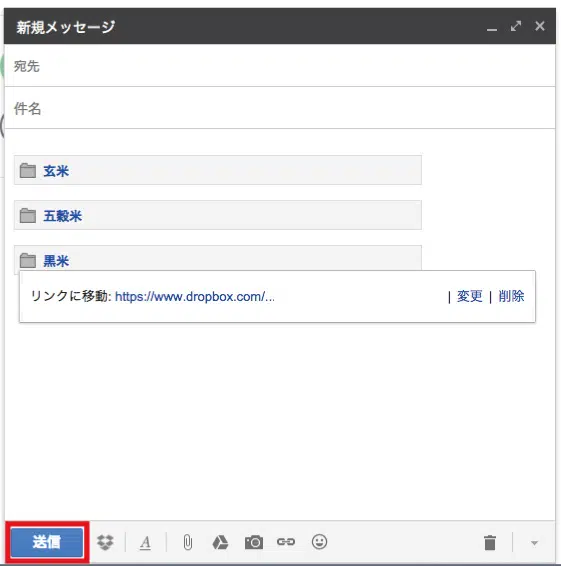 新規メッセージ
宛先
件名
玄米
五穀米
黒米
リンクに移動: https://www.dropbox.com/... | 変更 | 削除
送信